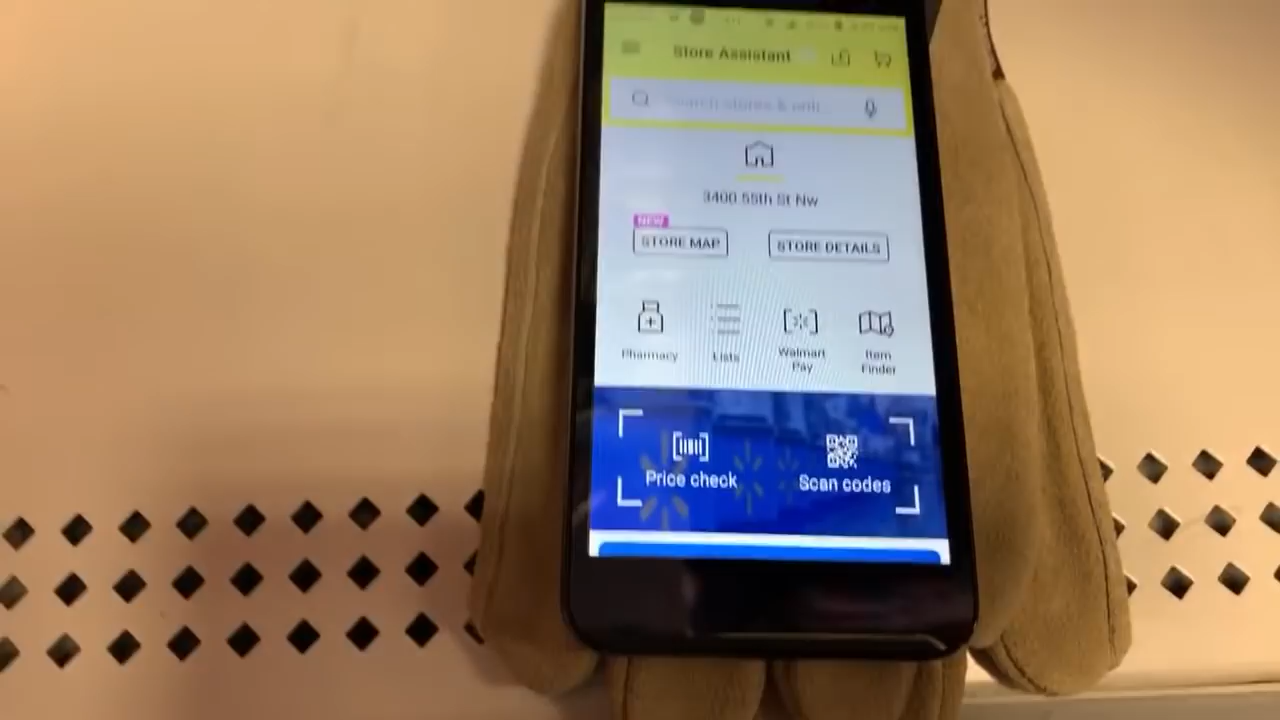 Store Assistant
Search stores &
3400 55th St Nw
NEW
STORE MAP
STORE DETAILS
Pharmacy
Lists
Walmart
Pay
Item
Finder
Price check
Scan codes